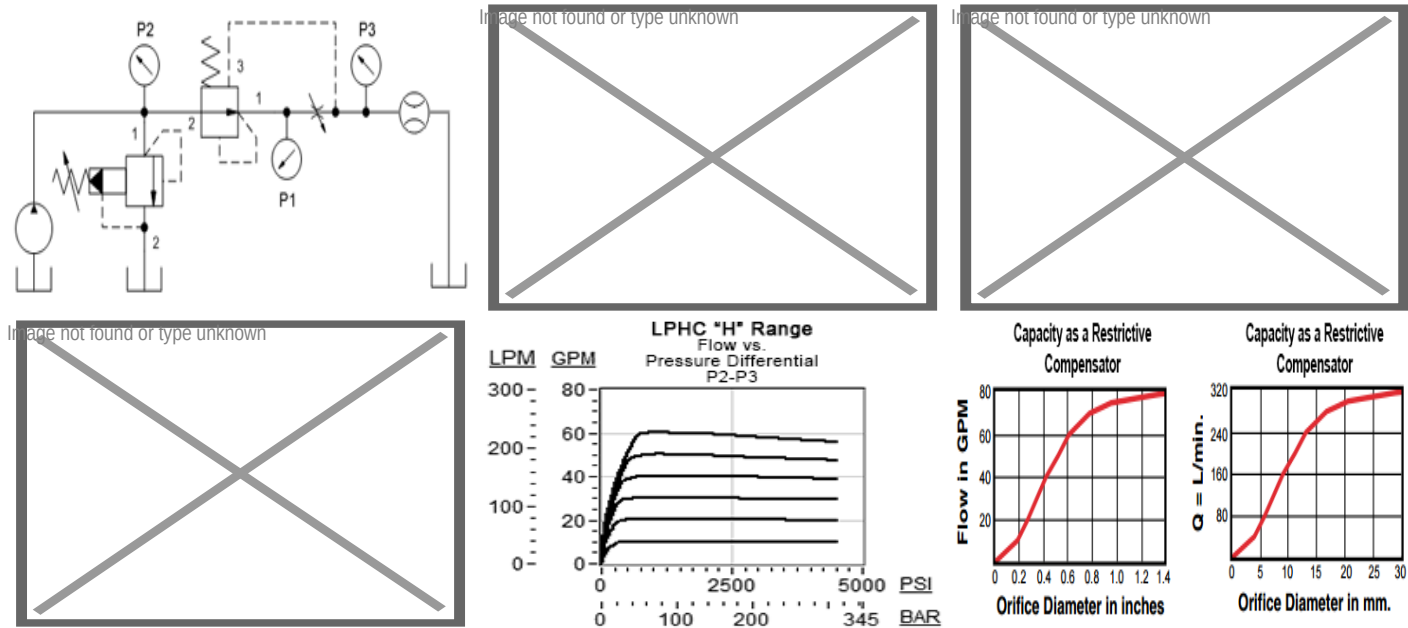 P2
P3
3
1
2
1
P1
2
Image not found or type unknown
Image not found or type unknown
Image not found or type unknown
LPHC "H" Range
Flow vs.
Pressure Differential
P2-P3
LPM GPM
300 80
60
200
40
100
20
0 0
0 2500 5000 PSI
0 100 200 345 BAR
Capacity as a Restrictive
Compensator
Flow in GPM
80
60
40
20
0 0.2 0.4 0.6 0.8 1 1.2 1.4
Orifice Diameter in inches
Capacity as a Restrictive
Compensator
Q = L/min.
320
240
160
80
0 5 10 15 20 25 30
Orifice Diameter in mm.